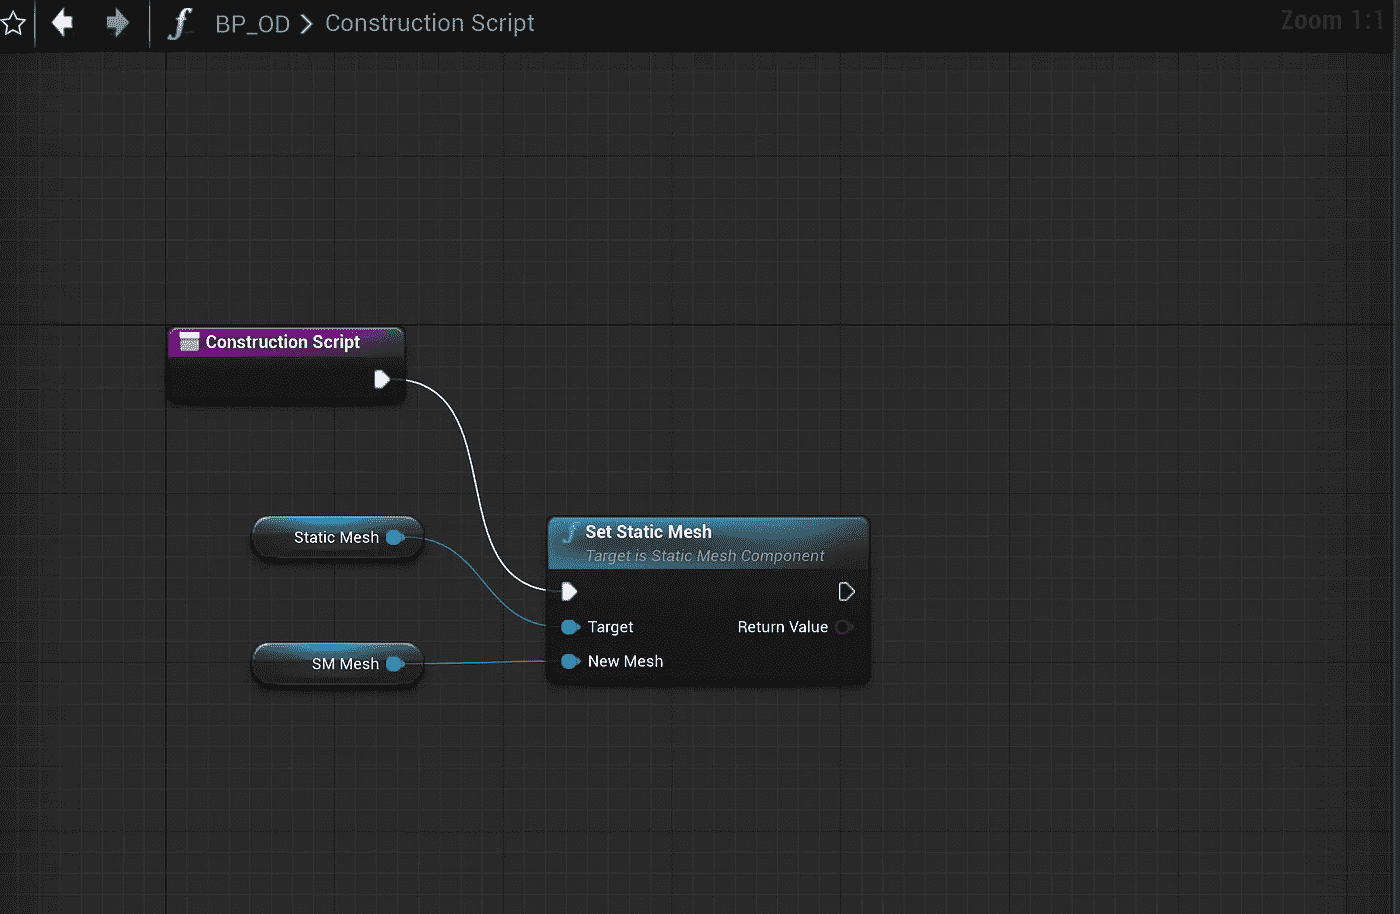 BP_OD > Construction Script
Zoom 1:1
Construction Script
Static Mesh
SM Mesh
Set Static Mesh
Target is Static Mesh Component
Target
Return Value
New Mesh